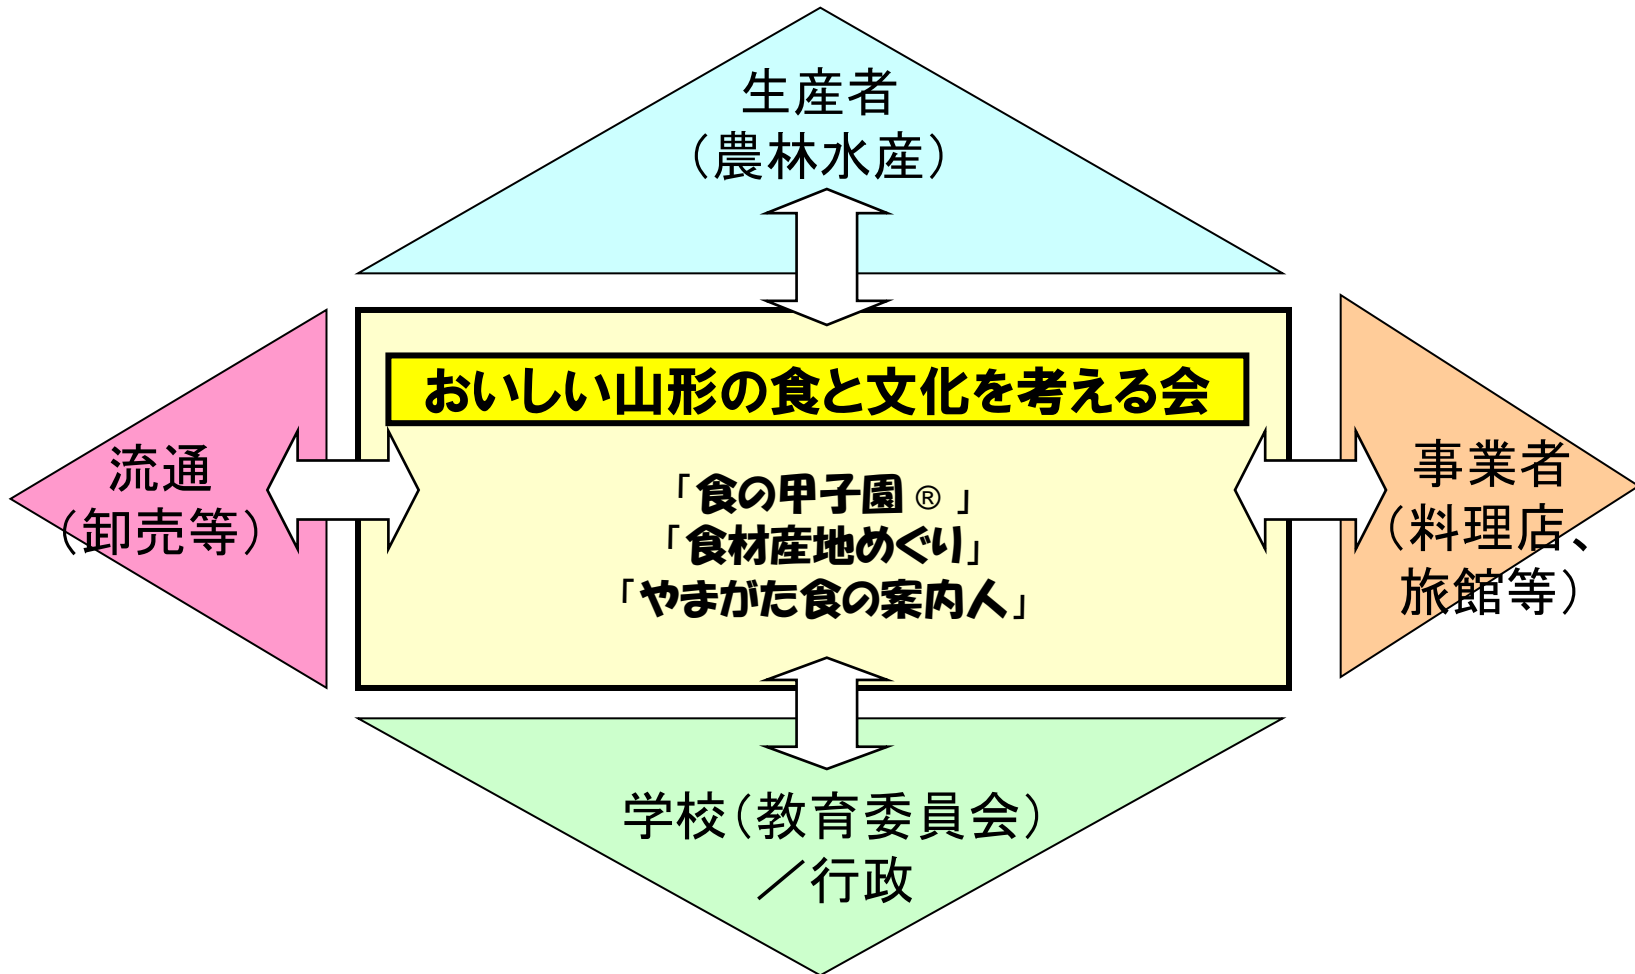 生産者
(農林水産)
おいしい山形の食と文化を考える会
流通
(卸売等)
「食の甲子園®」
「食材産地めぐり」
「やまがた食の案内人」
事業者
(料理店、
旅館等)
学校(教育委員会)
／行政